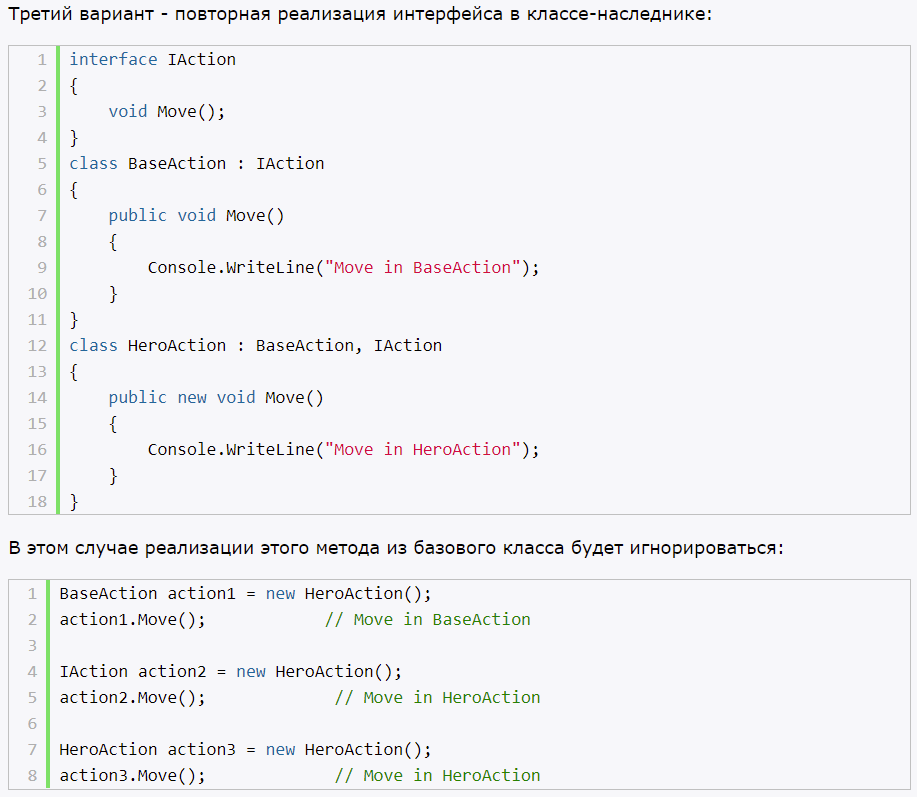 Третий вариант - повторная реализация интерфейса в классе-наследнике:
1 interface IAction
2 {
3     void Move();
4 }
5 class BaseAction : IAction
6 {
7     public void Move()
8     {
9         Console.WriteLine("Move in BaseAction");
10     }
11 }
12 class HeroAction : BaseAction, IAction
13 {
14     public new void Move()
15     {
16         Console.WriteLine("Move in HeroAction");
17     }
18 }
В этом случае реализации этого метода из базового класса будет игнорироваться:
1 BaseAction action1 = new HeroAction();
2 action1.Move();            // Move in BaseAction
3
4 IAction action2 = new HeroAction();
5 action2.Move();             // Move in HeroAction
6
7 HeroAction action3 = new HeroAction();
8 action3.Move();             // Move in HeroAction